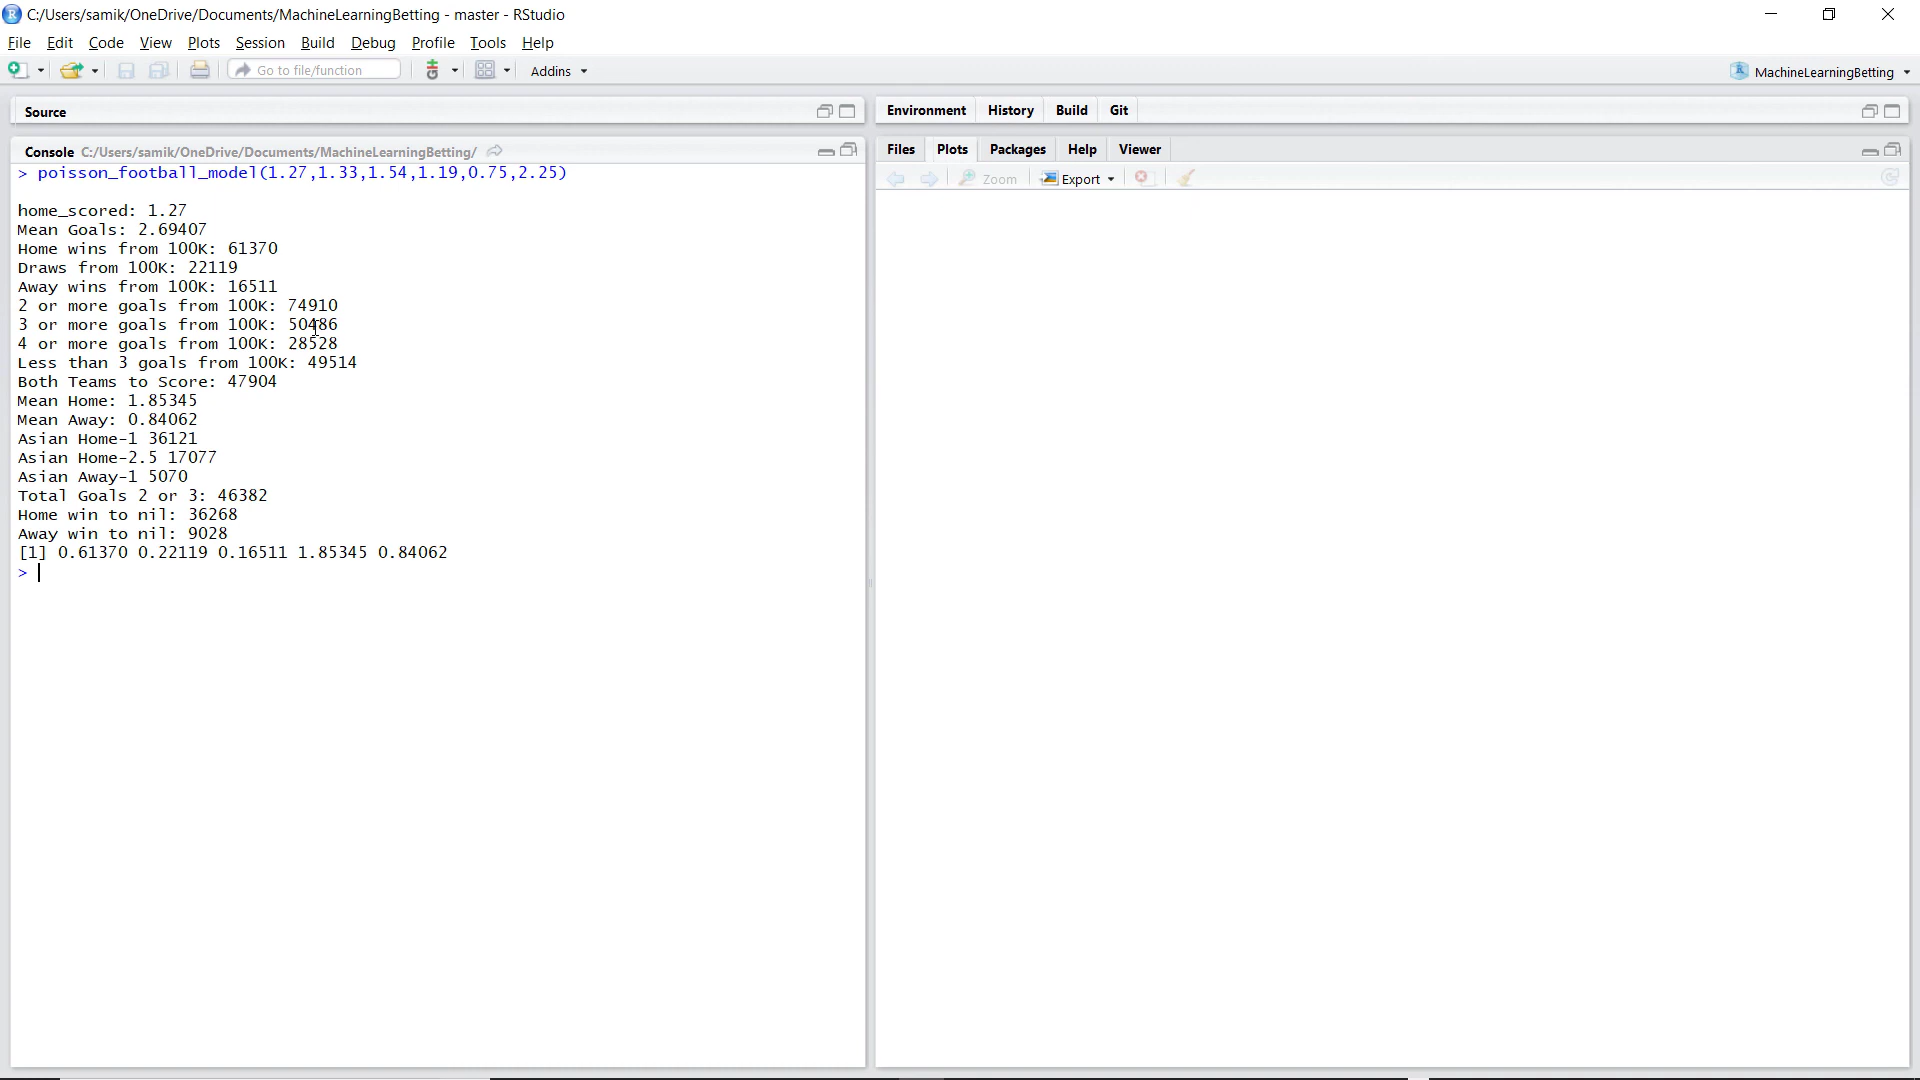 C:/Users/samik/OneDrive/Documents/MachineLearningBetting - master - RStudio
File Edit Code View Plots Session Build Debug Profile Tools Help
Go to file/function Addins MachineLearningBetting
Source
Environment History Build Git
Console C:/Users/samik/OneDrive/Documents/MachineLearningBetting/
Files Plots Packages Help Viewer
Zoom Export
> poisson_football_model(1.27,1.33,1.54,1.19,0.75,2.25)
home_scored: 1.27
Mean Goals: 2.69407
Home wins from 100K: 61370
Draws from 100K: 22119
Away wins from 100K: 16511
2 or more goals from 100K: 74910
3 or more goals from 100K: 50486
4 or more goals from 100K: 28528
Less than 3 goals from 100K: 49514
Both Teams to Score: 47904
Mean Home: 1.85345
Mean Away: 0.84062
Asian Home-1 36121
Asian Home-2.5 17077
Asian Away-1 5070
Total Goals 2 or 3: 46382
Home win to nil: 36268
Away win to nil: 9028
[1] 0.61370 0.22119 0.16511 1.85345 0.84062
>